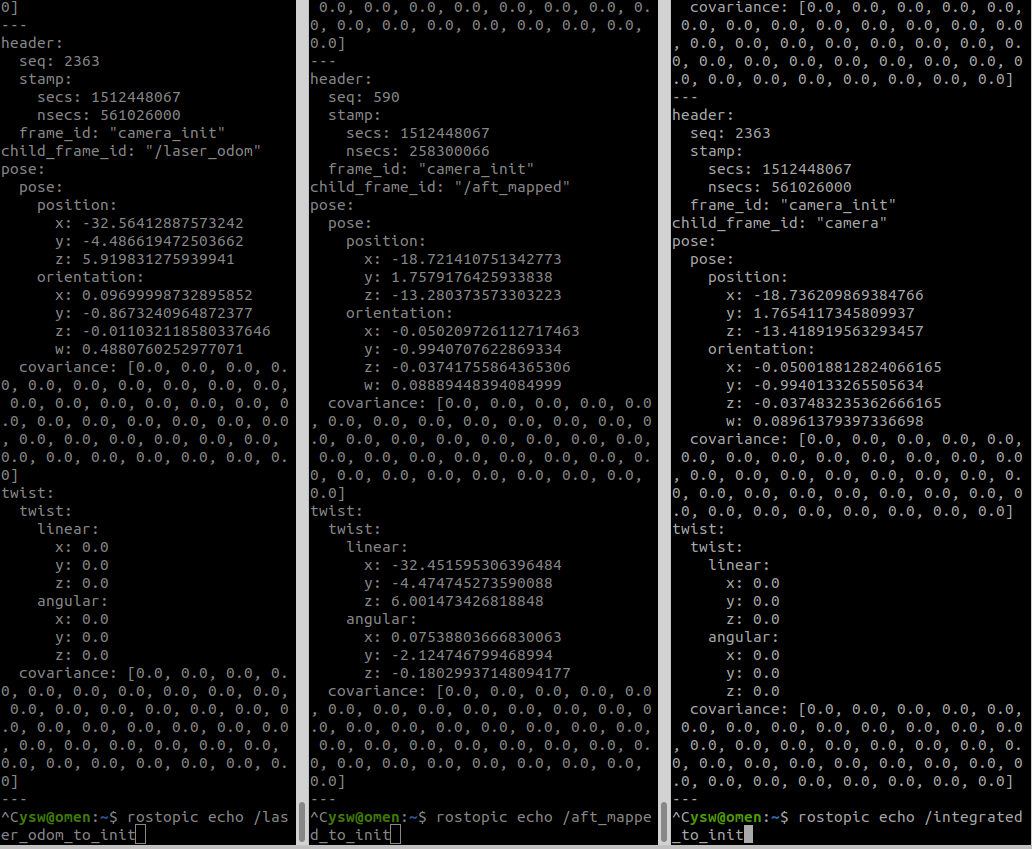 0]
---
header:
  seq: 2363
  stamp:
    secs: 1512448067
    nsecs: 561026000
  frame_id: "camera_init"
child_frame_id: "/laser_odom"
pose:
  pose:
    position:
      x: -32.56412887573242
      y: -4.486619472503662
      z: 5.919831275939941
    orientation:
      x: 0.09699998732895852
      y: -0.8673240964872377
      z: -0.011032118580337646
      w: 0.4880760252977071
  covariance: [0.0, 0.0, 0.0, 0.
0, 0.0, 0.0, 0.0, 0.0, 0.0, 0.0,
 0.0, 0.0, 0.0, 0.0, 0.0, 0.0, 0
.0, 0.0, 0.0, 0.0, 0.0, 0.0, 0.0
, 0.0, 0.0, 0.0, 0.0, 0.0, 0.0,
0.0, 0.0, 0.0, 0.0, 0.0, 0.0, 0.
0]
twist:
  twist:
    linear:
      x: 0.0
      y: 0.0
      z: 0.0
    angular:
      x: 0.0
      y: 0.0
      z: 0.0
  covariance: [0.0, 0.0, 0.0, 0.
0, 0.0, 0.0, 0.0, 0.0, 0.0, 0.0,
 0.0, 0.0, 0.0, 0.0, 0.0, 0.0, 0
.0, 0.0, 0.0, 0.0, 0.0, 0.0, 0.0
, 0.0, 0.0, 0.0, 0.0, 0.0, 0.0,
0.0, 0.0, 0.0, 0.0, 0.0, 0.0, 0.
0]
---
^Cysw@omen:~$ rostopic echo /las
er_odom_to_init
 0.0, 0.0, 0.0, 0.0, 0.0, 0.0, 0.
0, 0.0, 0.0, 0.0, 0.0, 0.0, 0.0,
0.0]
---
header:
  seq: 590
  stamp:
    secs: 1512448067
    nsecs: 258300066
  frame_id: "camera_init"
child_frame_id: "/aft_mapped"
pose:
  pose:
    position:
      x: -18.721410751342773
      y: 1.7579176425933838
      z: -13.280373573303223
    orientation:
      x: -0.050209726112717463
      y: -0.9940707622869334
      z: -0.03741755864365306
      w: 0.08889448394084999
  covariance: [0.0, 0.0, 0.0, 0.0, 0.0
, 0.0, 0.0, 0.0, 0.0, 0.0, 0.0, 0.0, 0
.0, 0.0, 0.0, 0.0, 0.0, 0.0, 0.0, 0.0,
 0.0, 0.0, 0.0, 0.0, 0.0, 0.0, 0.0, 0.
0, 0.0, 0.0, 0.0, 0.0, 0.0, 0.0, 0.0,
0.0]
twist:
  twist:
    linear:
      x: -32.451595306396484
      y: -4.474745273590088
      z: 6.001473426818848
    angular:
      x: 0.07538803666830063
      y: -2.124746799468994
      z: -0.18029937148094177
  covariance: [0.0, 0.0, 0.0, 0.0, 0.0
, 0.0, 0.0, 0.0, 0.0, 0.0, 0.0, 0.0, 0
.0, 0.0, 0.0, 0.0, 0.0, 0.0, 0.0, 0.0,
 0.0, 0.0, 0.0, 0.0, 0.0, 0.0, 0.0, 0.
0, 0.0, 0.0, 0.0, 0.0, 0.0, 0.0, 0.0,
0.0]
---
^Cysw@omen:~$ rostopic echo /aft_mappe
d_to_init
  covariance: [0.0, 0.0, 0.0, 0.0, 0.0,
 0.0, 0.0, 0.0, 0.0, 0.0, 0.0, 0.0, 0.0
, 0.0, 0.0, 0.0, 0.0, 0.0, 0.0, 0.0, 0.
0, 0.0, 0.0, 0.0, 0.0, 0.0, 0.0, 0.0, 0
.0, 0.0, 0.0, 0.0, 0.0, 0.0, 0.0, 0.0]
---
header:
  seq: 2363
  stamp:
    secs: 1512448067
    nsecs: 561026000
  frame_id: "camera_init"
child_frame_id: "camera"
pose:
  pose:
    position:
      x: -18.736209869384766
      y: 1.7654117345809937
      z: -13.418919563293457
    orientation:
      x: -0.050018812824066165
      y: -0.9940133265505634
      z: -0.037483235362666165
      w: 0.08961379397336698
  covariance: [0.0, 0.0, 0.0, 0.0, 0.0,
 0.0, 0.0, 0.0, 0.0, 0.0, 0.0, 0.0, 0.0
, 0.0, 0.0, 0.0, 0.0, 0.0, 0.0, 0.0, 0.
0, 0.0, 0.0, 0.0, 0.0, 0.0, 0.0, 0.0, 0
.0, 0.0, 0.0, 0.0, 0.0, 0.0, 0.0, 0.0]
twist:
  twist:
    linear:
      x: 0.0
      y: 0.0
      z: 0.0
    angular:
      x: 0.0
      y: 0.0
      z: 0.0
  covariance: [0.0, 0.0, 0.0, 0.0, 0.0,
 0.0, 0.0, 0.0, 0.0, 0.0, 0.0, 0.0, 0.0
, 0.0, 0.0, 0.0, 0.0, 0.0, 0.0, 0.0, 0.
0, 0.0, 0.0, 0.0, 0.0, 0.0, 0.0, 0.0, 0
.0, 0.0, 0.0, 0.0, 0.0, 0.0, 0.0, 0.0]
---
^Cysw@omen:~$ rostopic echo /integrated
_to_init